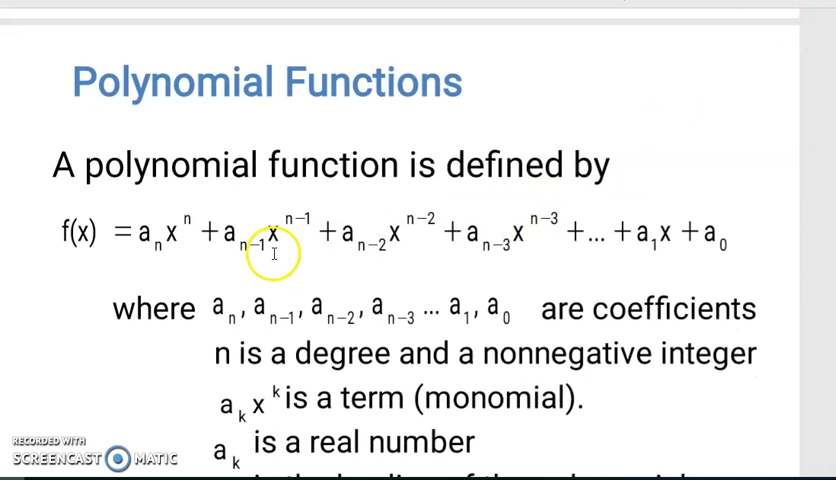 Polynomial Functions
A polynomial function is defined by
f(x) = aₙxⁿ + aₙ₋₁xⁿ⁻¹ + aₙ₋₂xⁿ⁻² + aₙ₋₃xⁿ⁻³ + ... + a₁x + a₀
where aₙ, aₙ₋₁, aₙ₋₂, aₙ₋₃ ... a₁, a₀ are coefficients
n is a degree and a nonnegative integer
aₖxᵏ is a term (monomial).
aₖ is a real number
RECORDED WITH
SCREENCAST MATIC